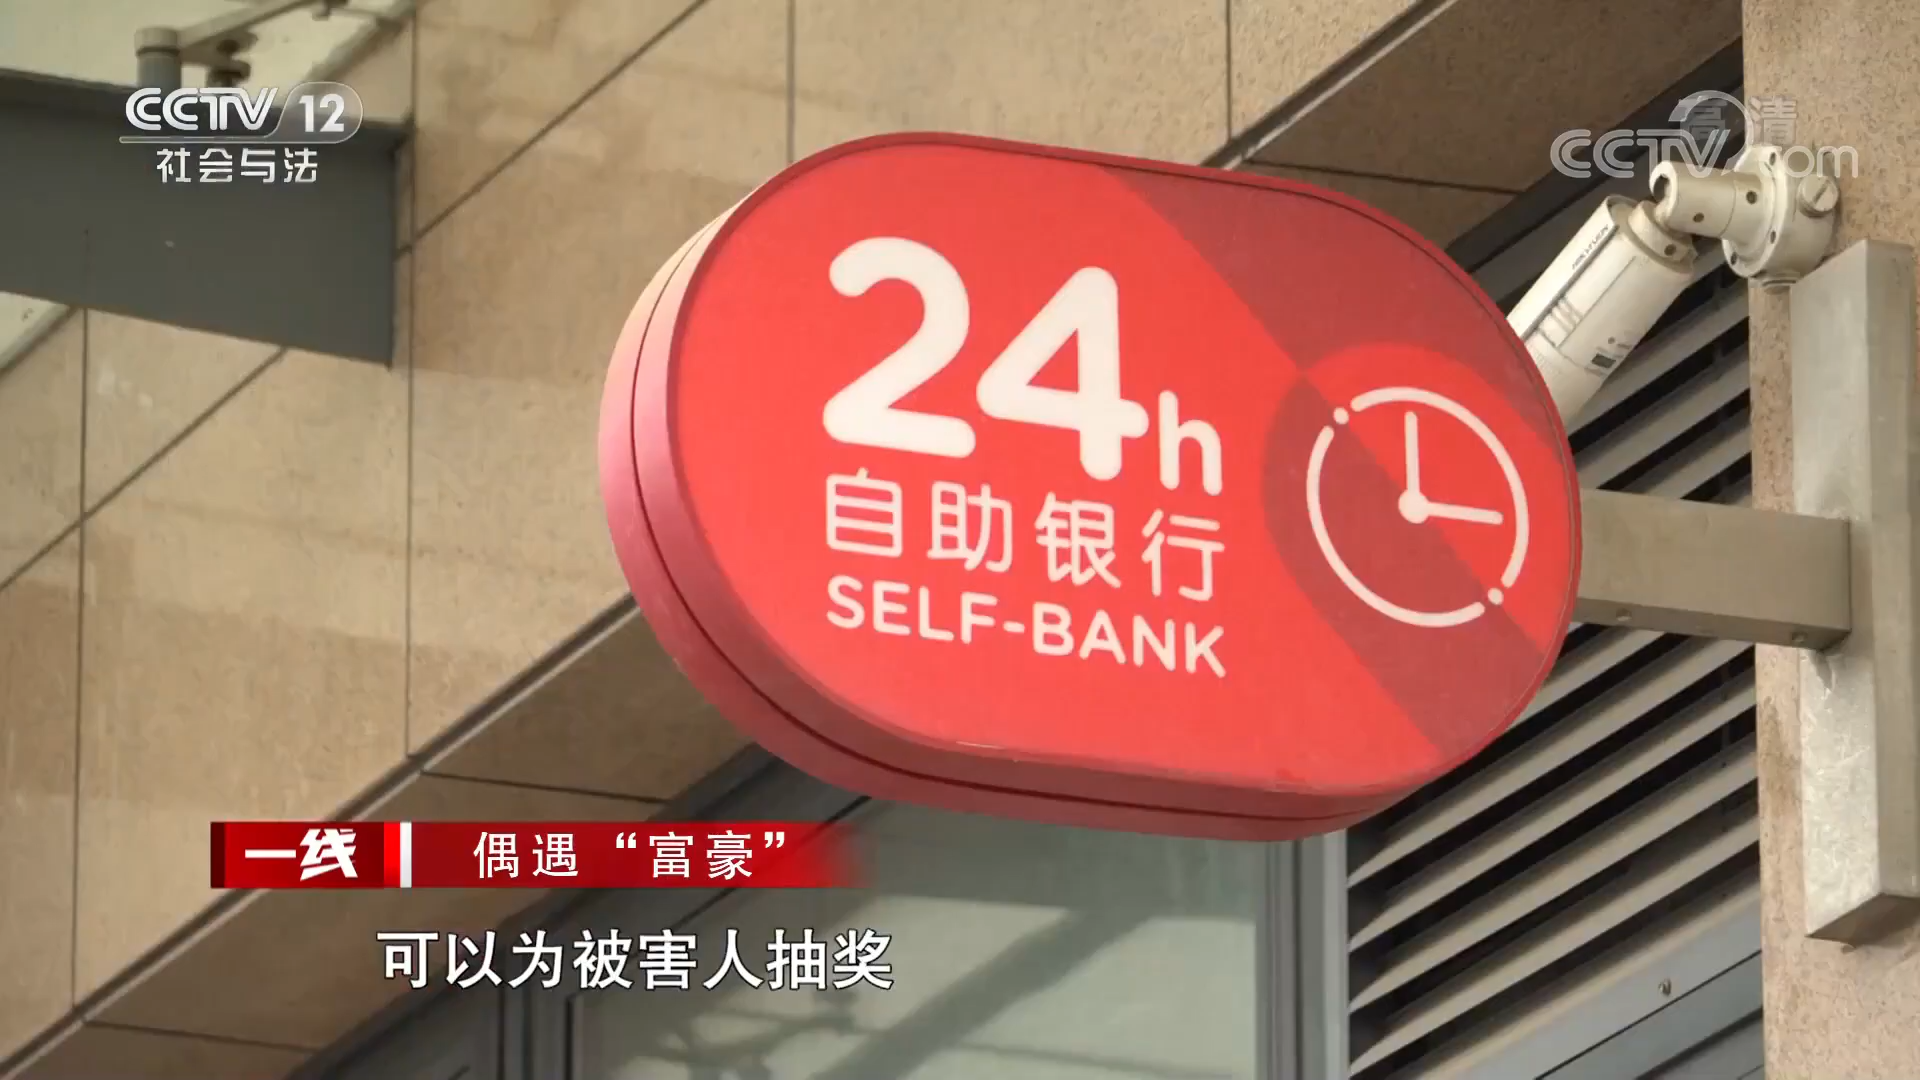 CCTV 12
社会与法
高清
CCTV.com
24h
自助银行
SELF-BANK
一线 偶遇“富豪”
可以为被害人抽奖